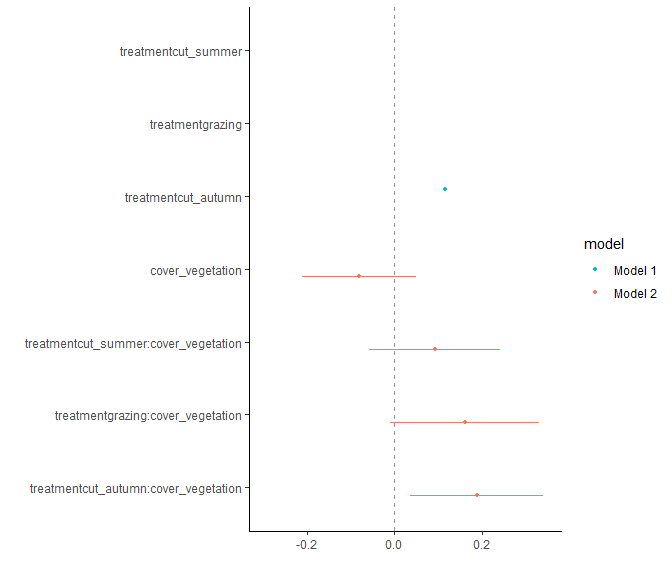 treatmentcut_summer
treatmentgrazing
treatmentcut_autumn
cover_vegetation
treatmentcut_summer:cover_vegetation
treatmentgrazing:cover_vegetation
treatmentcut_autumn:cover_vegetation
-0.2 0.0 0.2
model
Model 1
Model 2